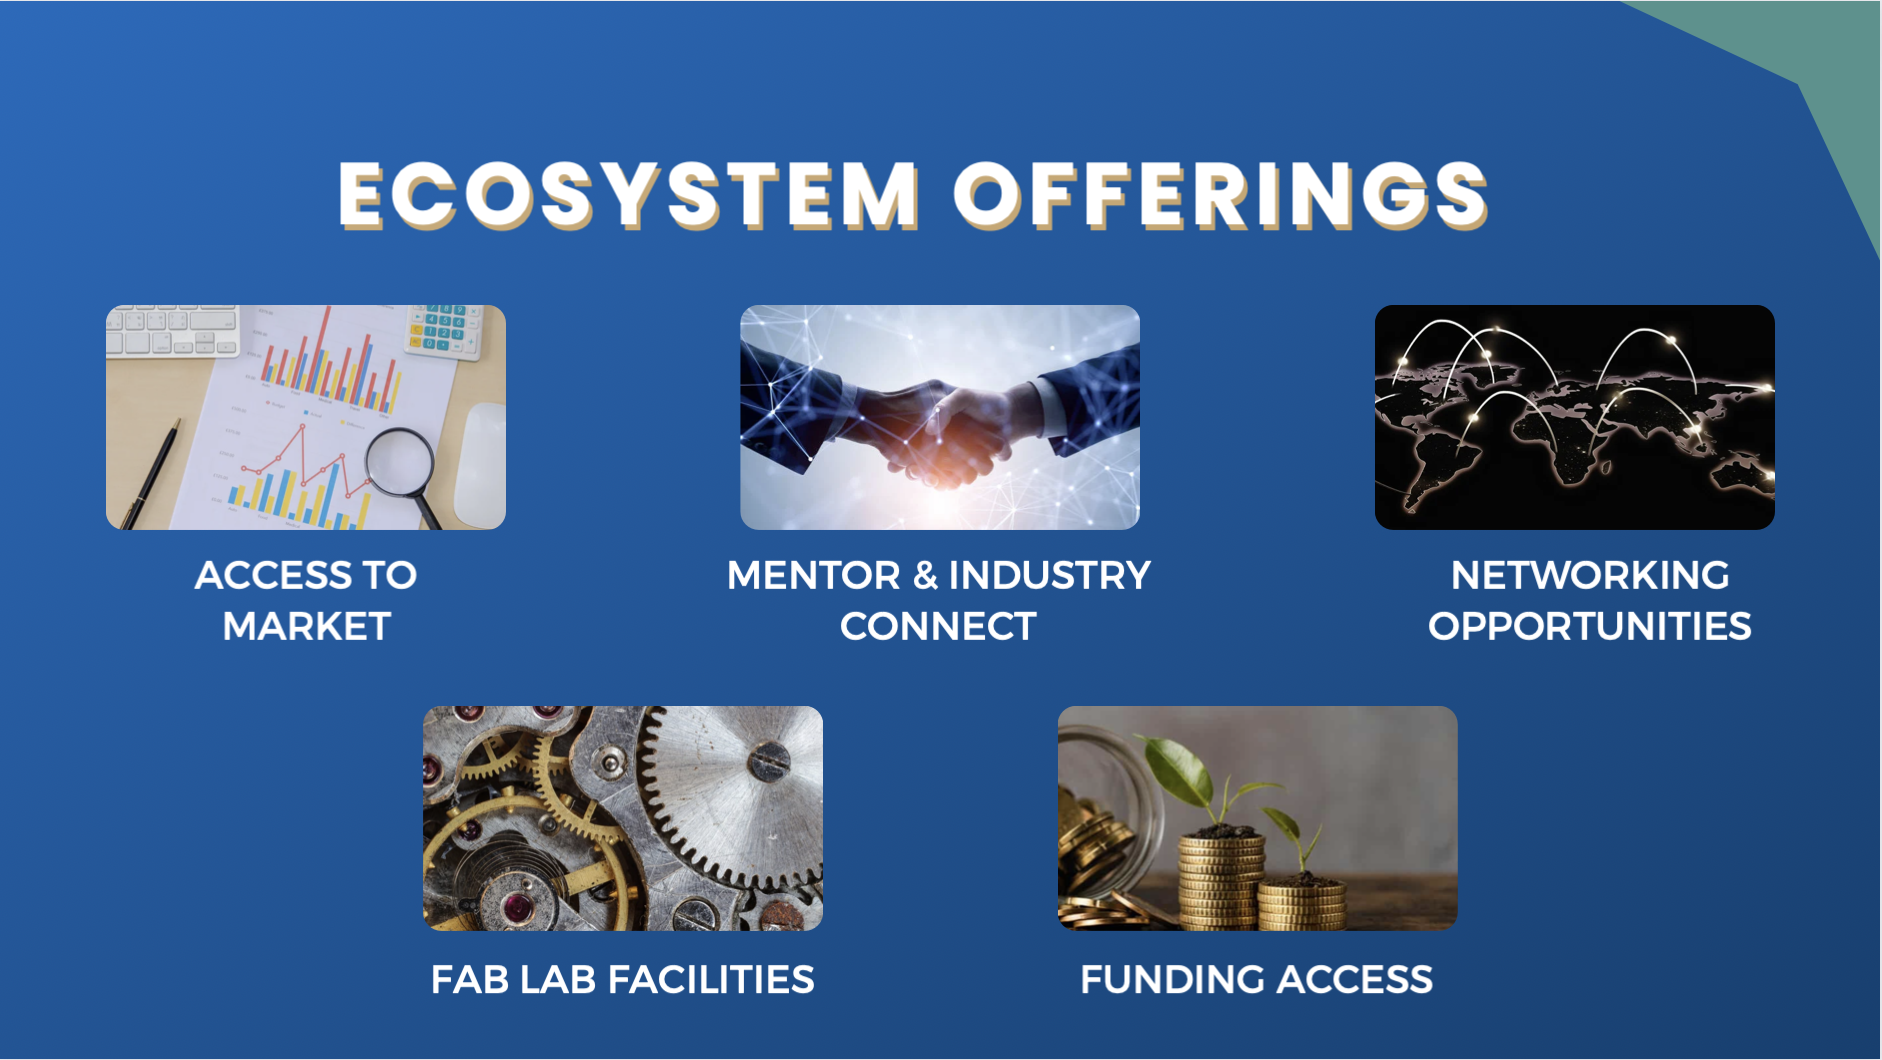 ECOSYSTEM OFFERINGS
ACCESS TO
MARKET
MENTOR & INDUSTRY
CONNECT
NETWORKING
OPPORTUNITIES
FAB LAB FACILITIES
FUNDING ACCESS